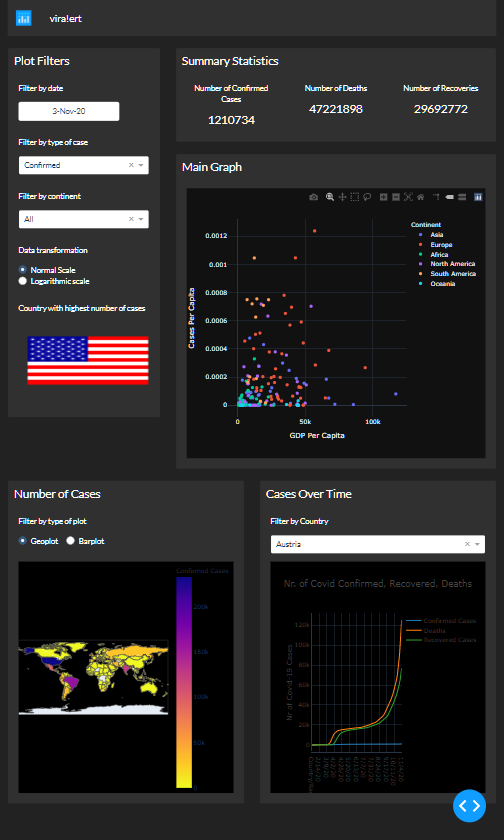 vira!ert
Plot Filters
Filter by date
3-Nov-20
Filter by type of case
Confirmed
Filter by continent
All
Data transformation
Normal Scale
Logarithmic scale
Country with highest number of cases
Summary Statistics
Number of Confirmed
Cases
1210734
Number of Deaths
47221898
Number of Recoveries
29692772
Main Graph
Continent
Asia
Europe
Africa
North America
South America
Oceania
0.0012
0.001
0.0008
0.0006
0.0004
0.0002
0
Cases Per Capita
0
50k
100k
GDP Per Capita
Number of Cases
Filter by type of plot
Geoplot
Barplot
Confirmed Cases
200k
150k
100k
50k
0
Cases Over Time
Filter by Country
Austria
Nr. of Covid Confirmed, Recovered, Deaths
Confirmed Cases
Deaths
Recovered Cases
120k
100k
80k
60k
40k
20k
0
Nr of Covid-19 Cases